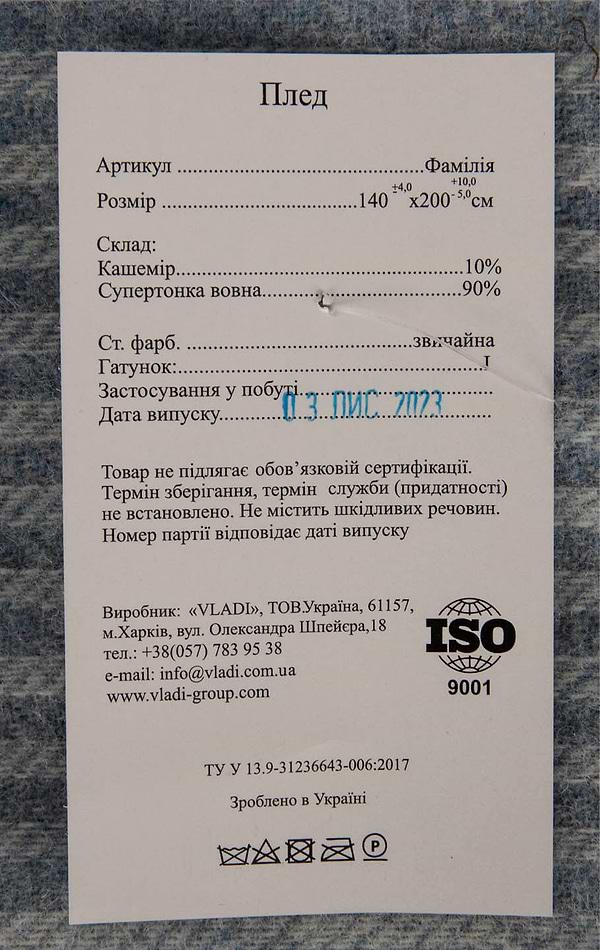 Плед
Артикул ........................................Фамілія
Розмір ........................................140 ±4,0 х200 +10,0 -5,0 см
Склад:
Кашемір........................................10%
Супертонка вовна........................................90%
Ст. фарб. ........................................звичайна
Гатунок:........................................I
Застосування у побуті........................................
Дата випуску........................................03 ЛИС 2023
Товар не підлягає обов’язковій сертифікації.
Термін зберігання, термін служби (придатності)
не встановлено. Не містить шкідливих речовин.
Номер партії відповідає даті випуску
Виробник: «VLADI», ТОВ.Україна, 61157,
м.Харків, вул. Олександра Шпейєра,18
тел.: +38(057) 783 95 38
e-mail: info@vladi.com.ua
www.vladi-group.com
ISO
9001
ТУ У 13.9-31236643-006:2017
Зроблено в Україні
P